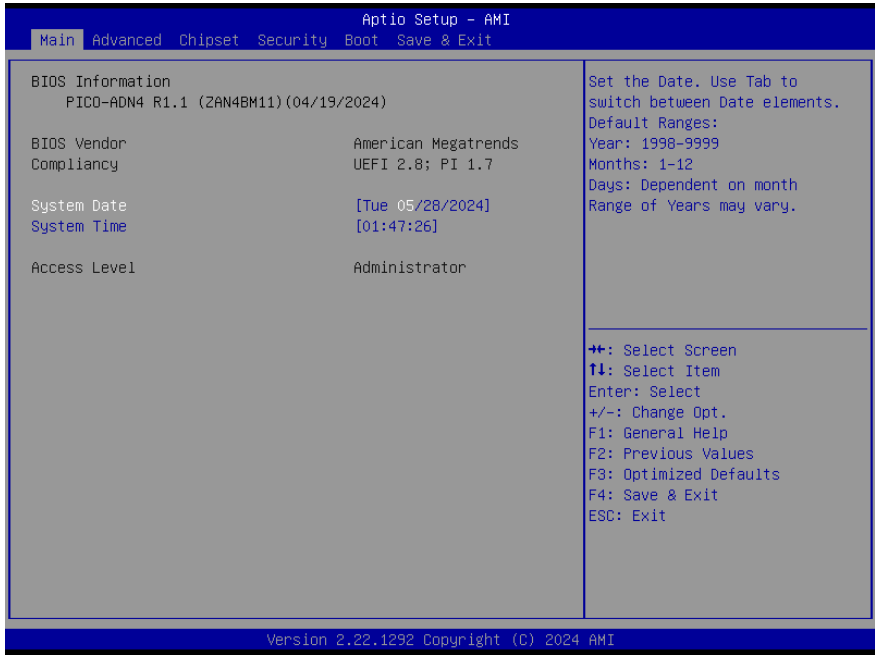 Aptio Setup – AMI
Main Advanced Chipset Security Boot Save & Exit
BIOS Information
PICO-ADN4 R1.1 (ZAN4BM11)(04/19/2024)
BIOS Vendor American Megatrends
Compliancy UEFI 2.8; PI 1.7
System Date [Tue 05/28/2024]
System Time [01:47:26]
Access Level Administrator
Set the Date. Use Tab to
switch between Date elements.
Default Ranges:
Year: 1998-9999
Months: 1-12
Days: Dependent on month
Range of Years may vary.
→←: Select Screen
↑↓: Select Item
Enter: Select
+/-: Change Opt.
F1: General Help
F2: Previous Values
F3: Optimized Defaults
F4: Save & Exit
ESC: Exit
Version 2.22.1292 Copyright (C) 2024 AMI